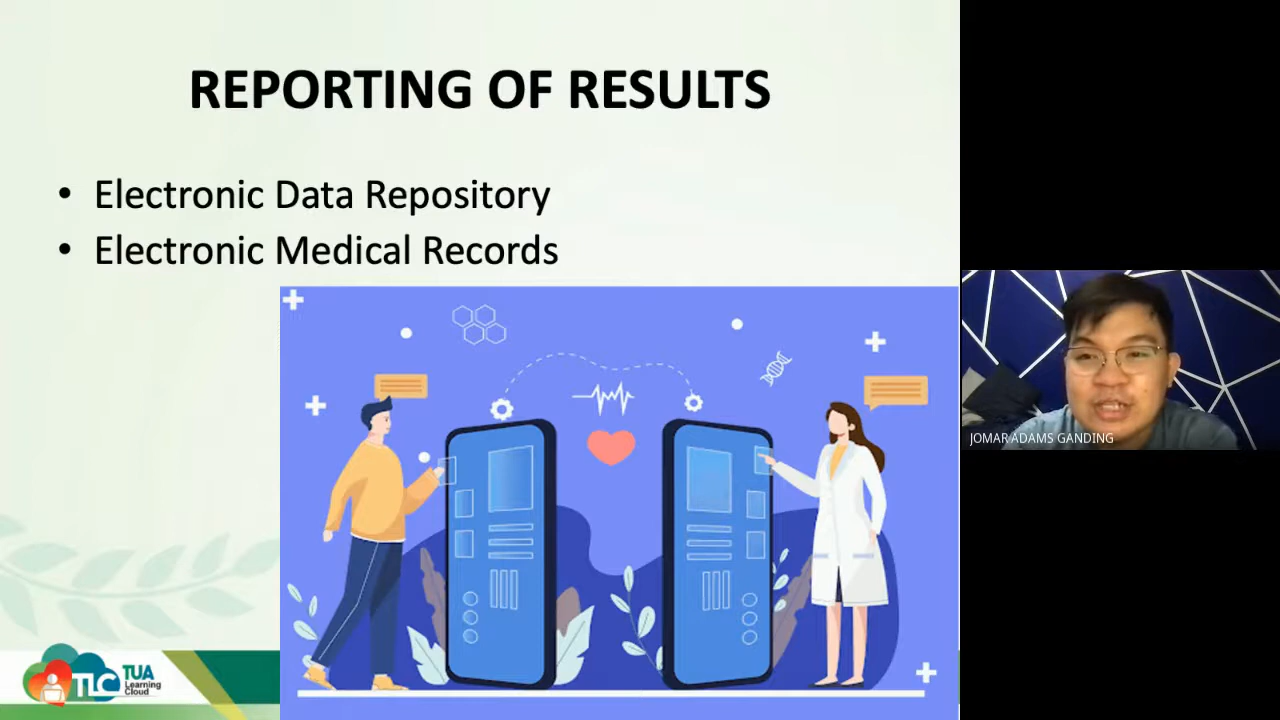 REPORTING OF RESULTS
• Electronic Data Repository
• Electronic Medical Records
JOMAR ADAMS GANDING
TLC TUA
Learning
Cloud